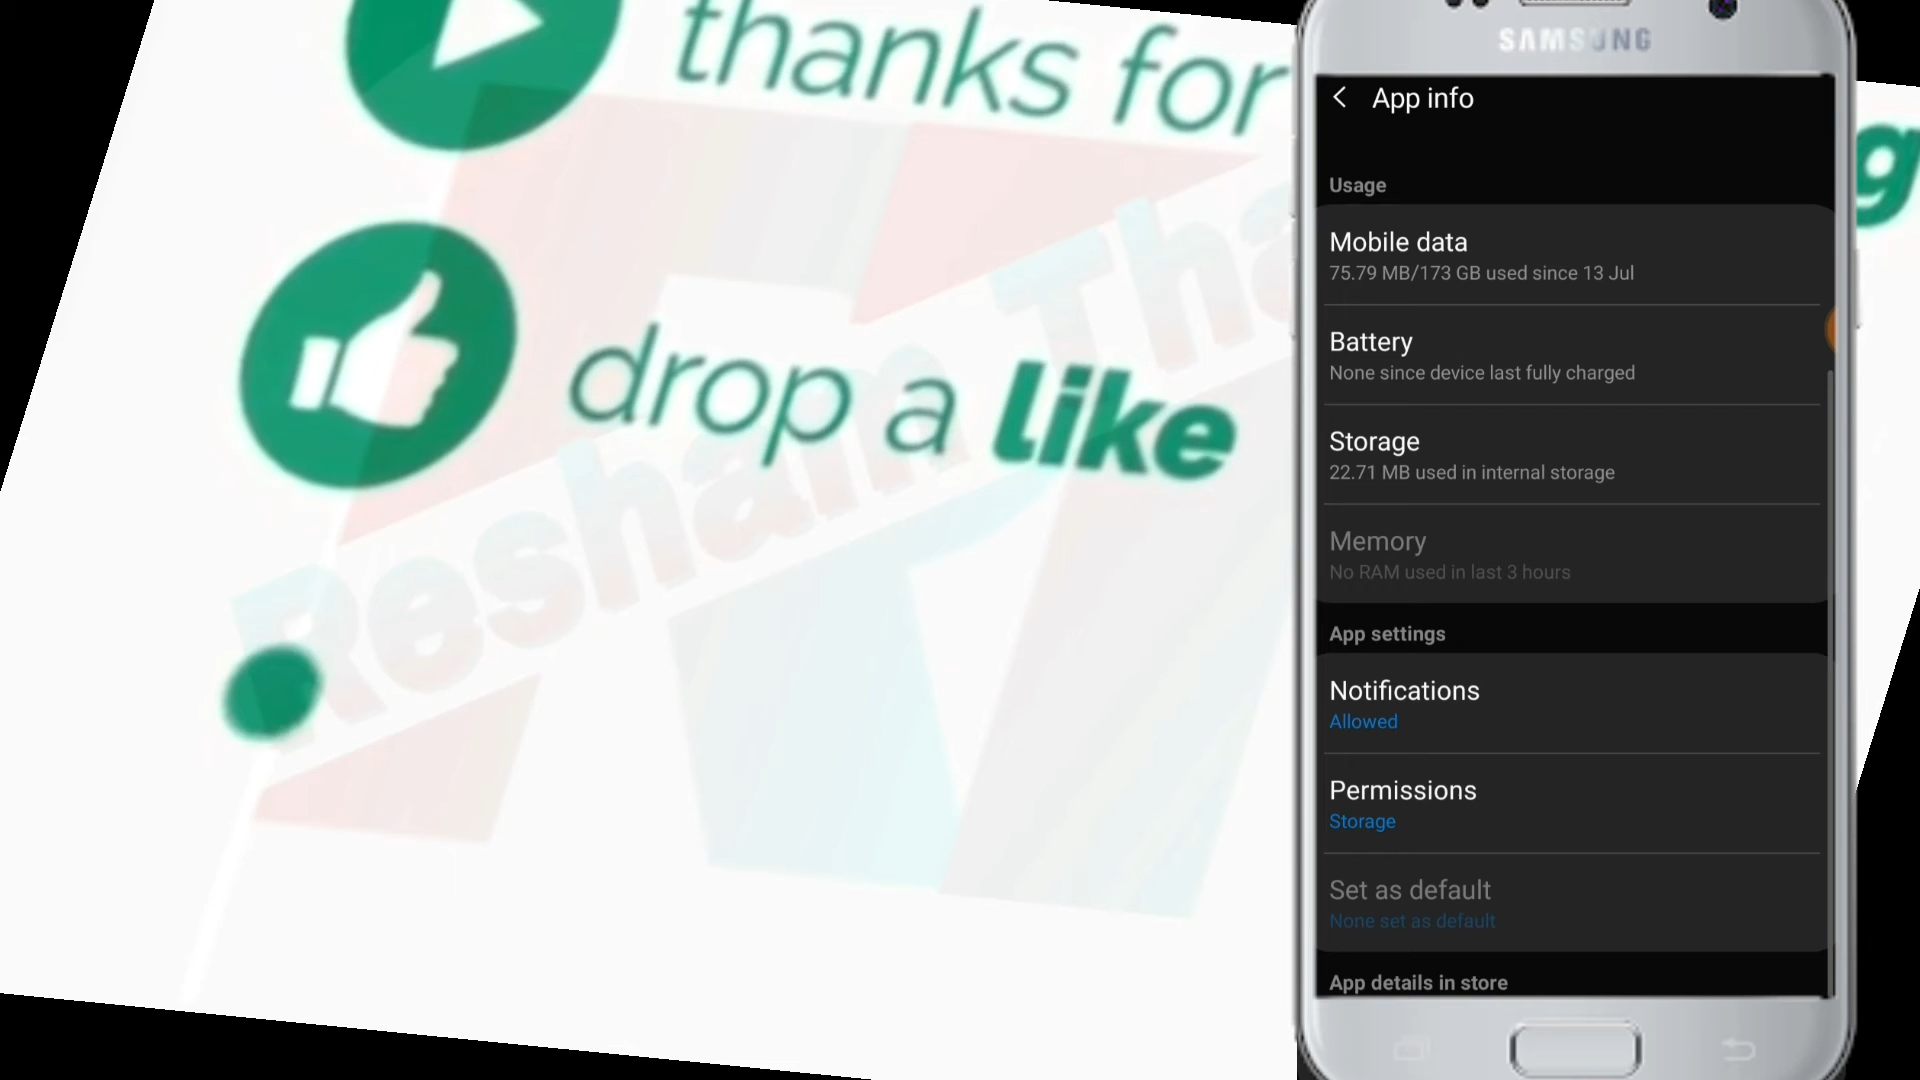 thanks for
g
drop a like
Resham Tha
SAMSUNG
App info
Usage
Mobile data
75.79 MB/173 GB used since 13 Jul
Battery
None since device last fully charged
Storage
22.71 MB used in internal storage
Memory
No RAM used in last 3 hours
App settings
Notifications
Allowed
Permissions
Storage
Set as default
None set as default
App details in store